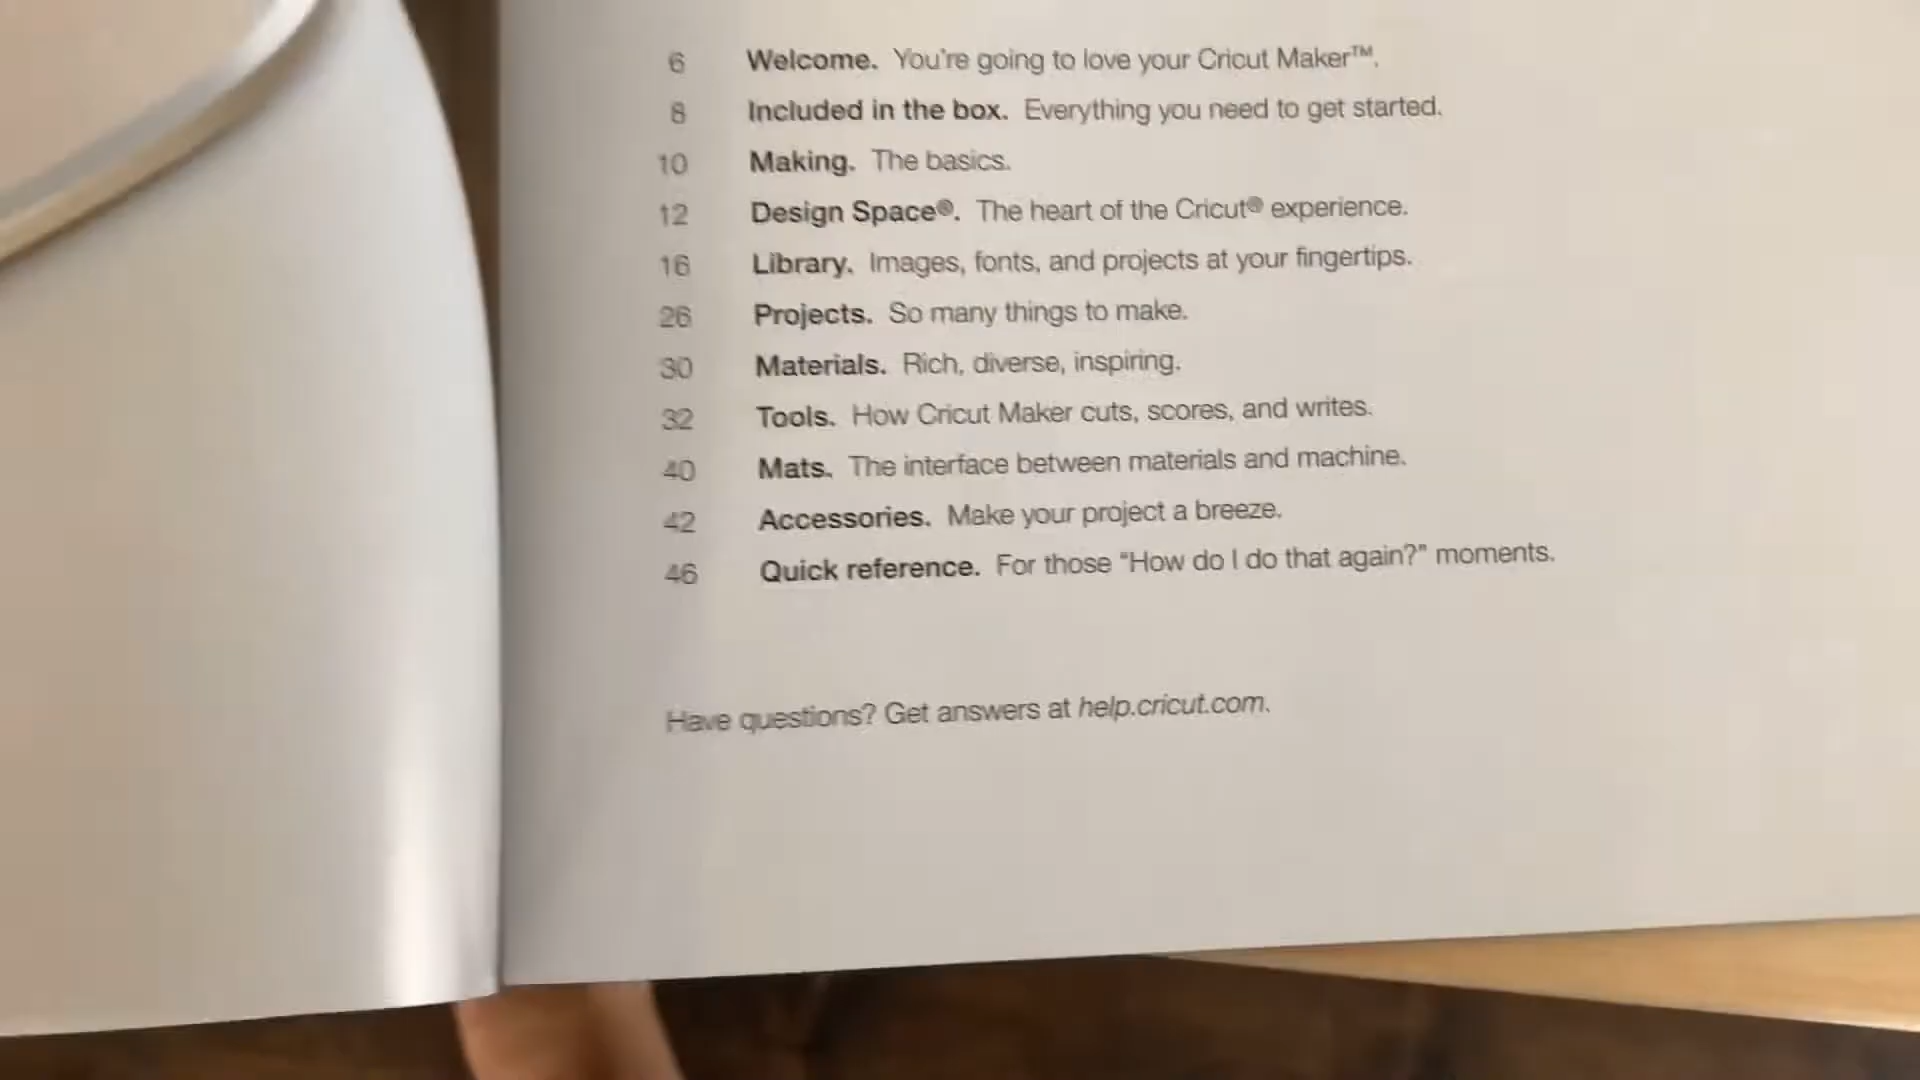 6 Welcome. You're going to love your Cricut Maker™.
8 Included in the box. Everything you need to get started.
10 Making. The basics.
12 Design Space®. The heart of the Cricut® experience.
16 Library. Images, fonts, and projects at your fingertips.
26 Projects. So many things to make.
30 Materials. Rich, diverse, inspiring.
32 Tools. How Cricut Maker cuts, scores, and writes.
40 Mats. The interface between materials and machine.
42 Accessories. Make your project a breeze.
46 Quick reference. For those “How do I do that again?” moments.
Have questions? Get answers at help.cricut.com.